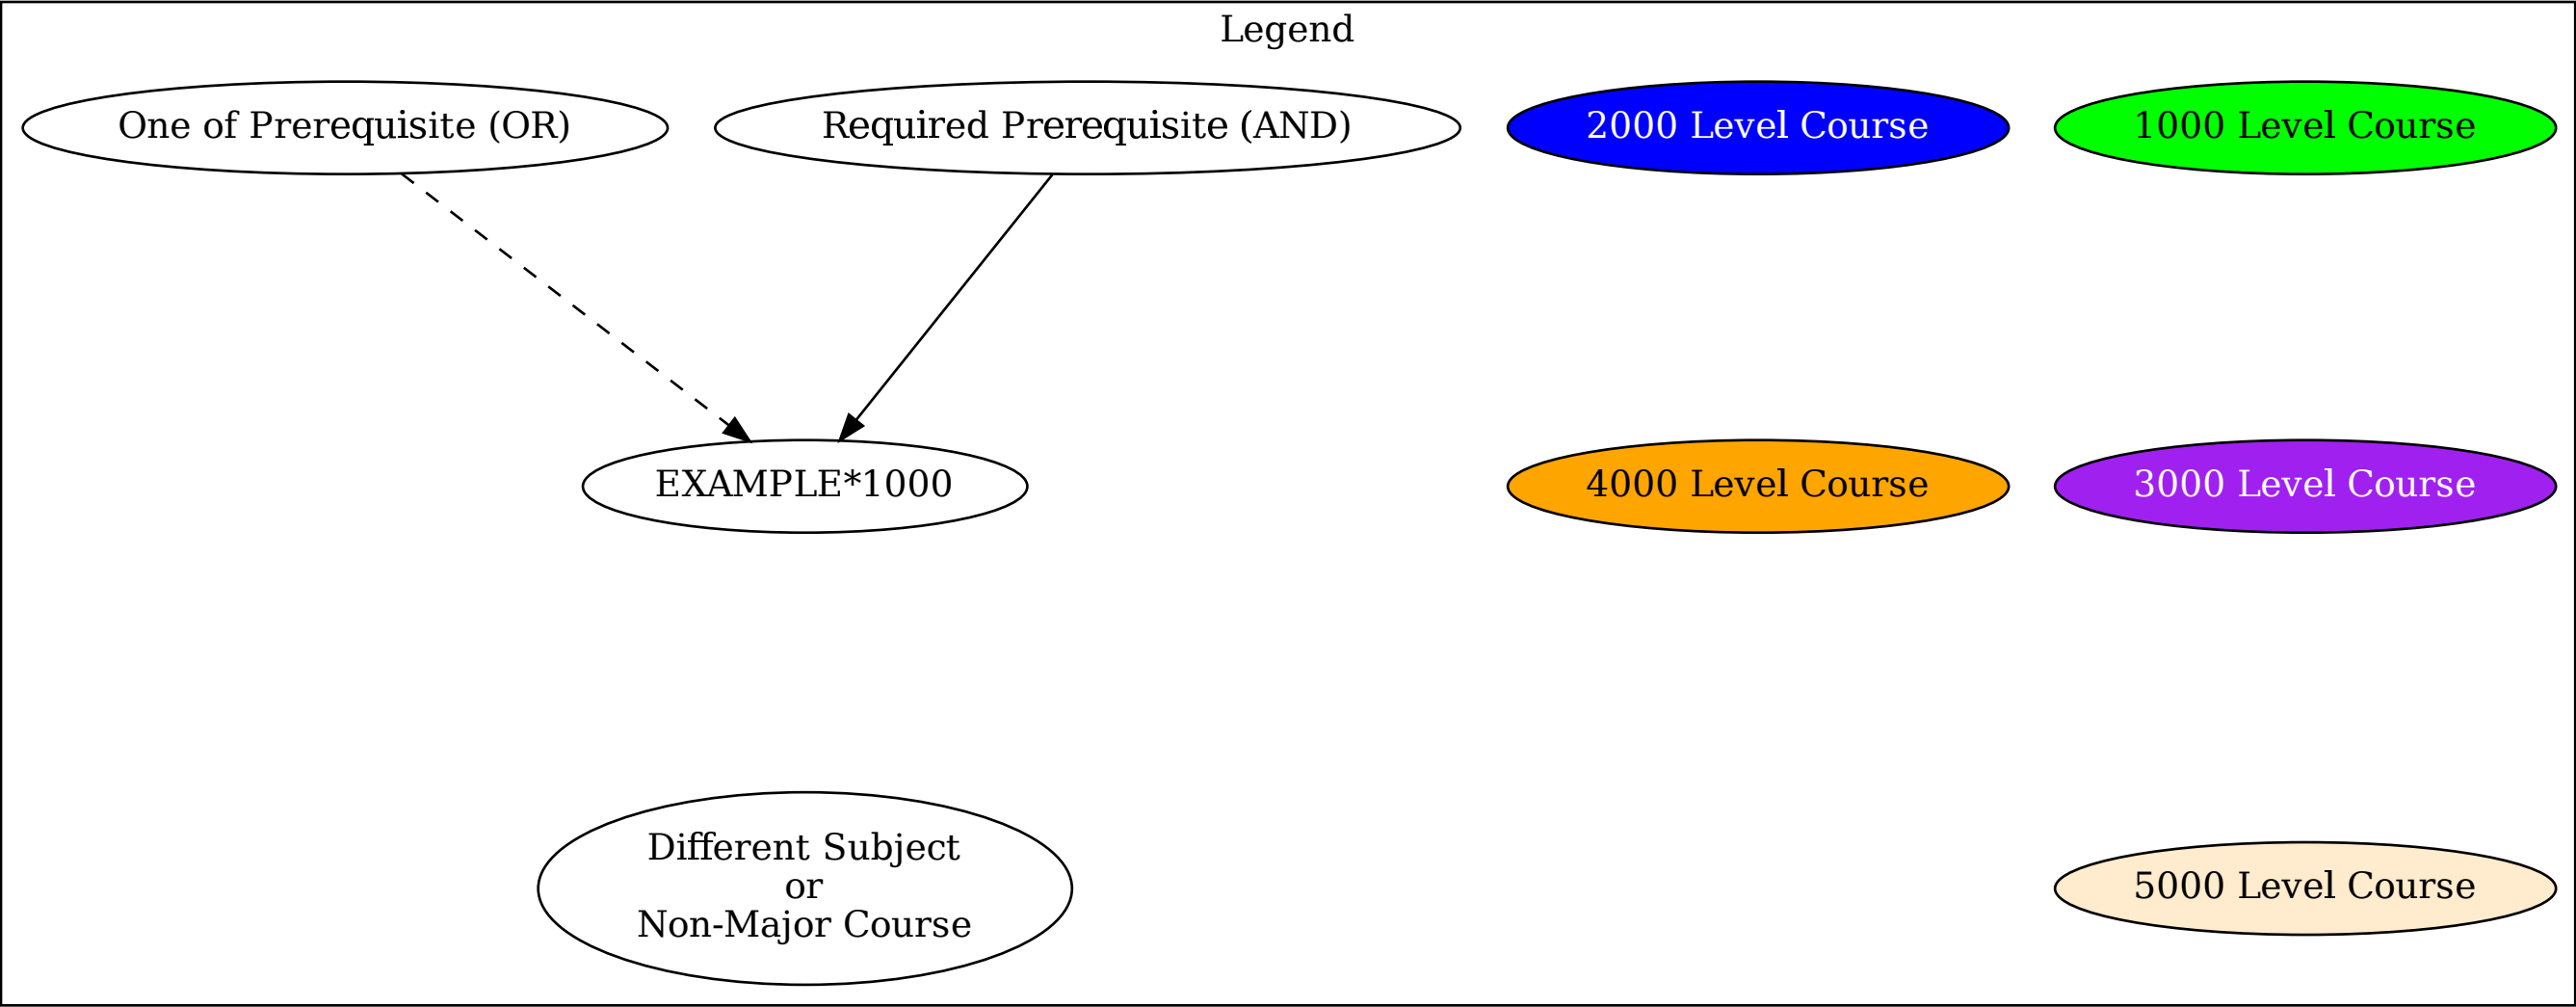 Legend
One of Prerequisite (OR)
Required Prerequisite (AND)
2000 Level Course
1000 Level Course
EXAMPLE*1000
4000 Level Course
3000 Level Course
Different Subject
or
Non-Major Course
5000 Level Course